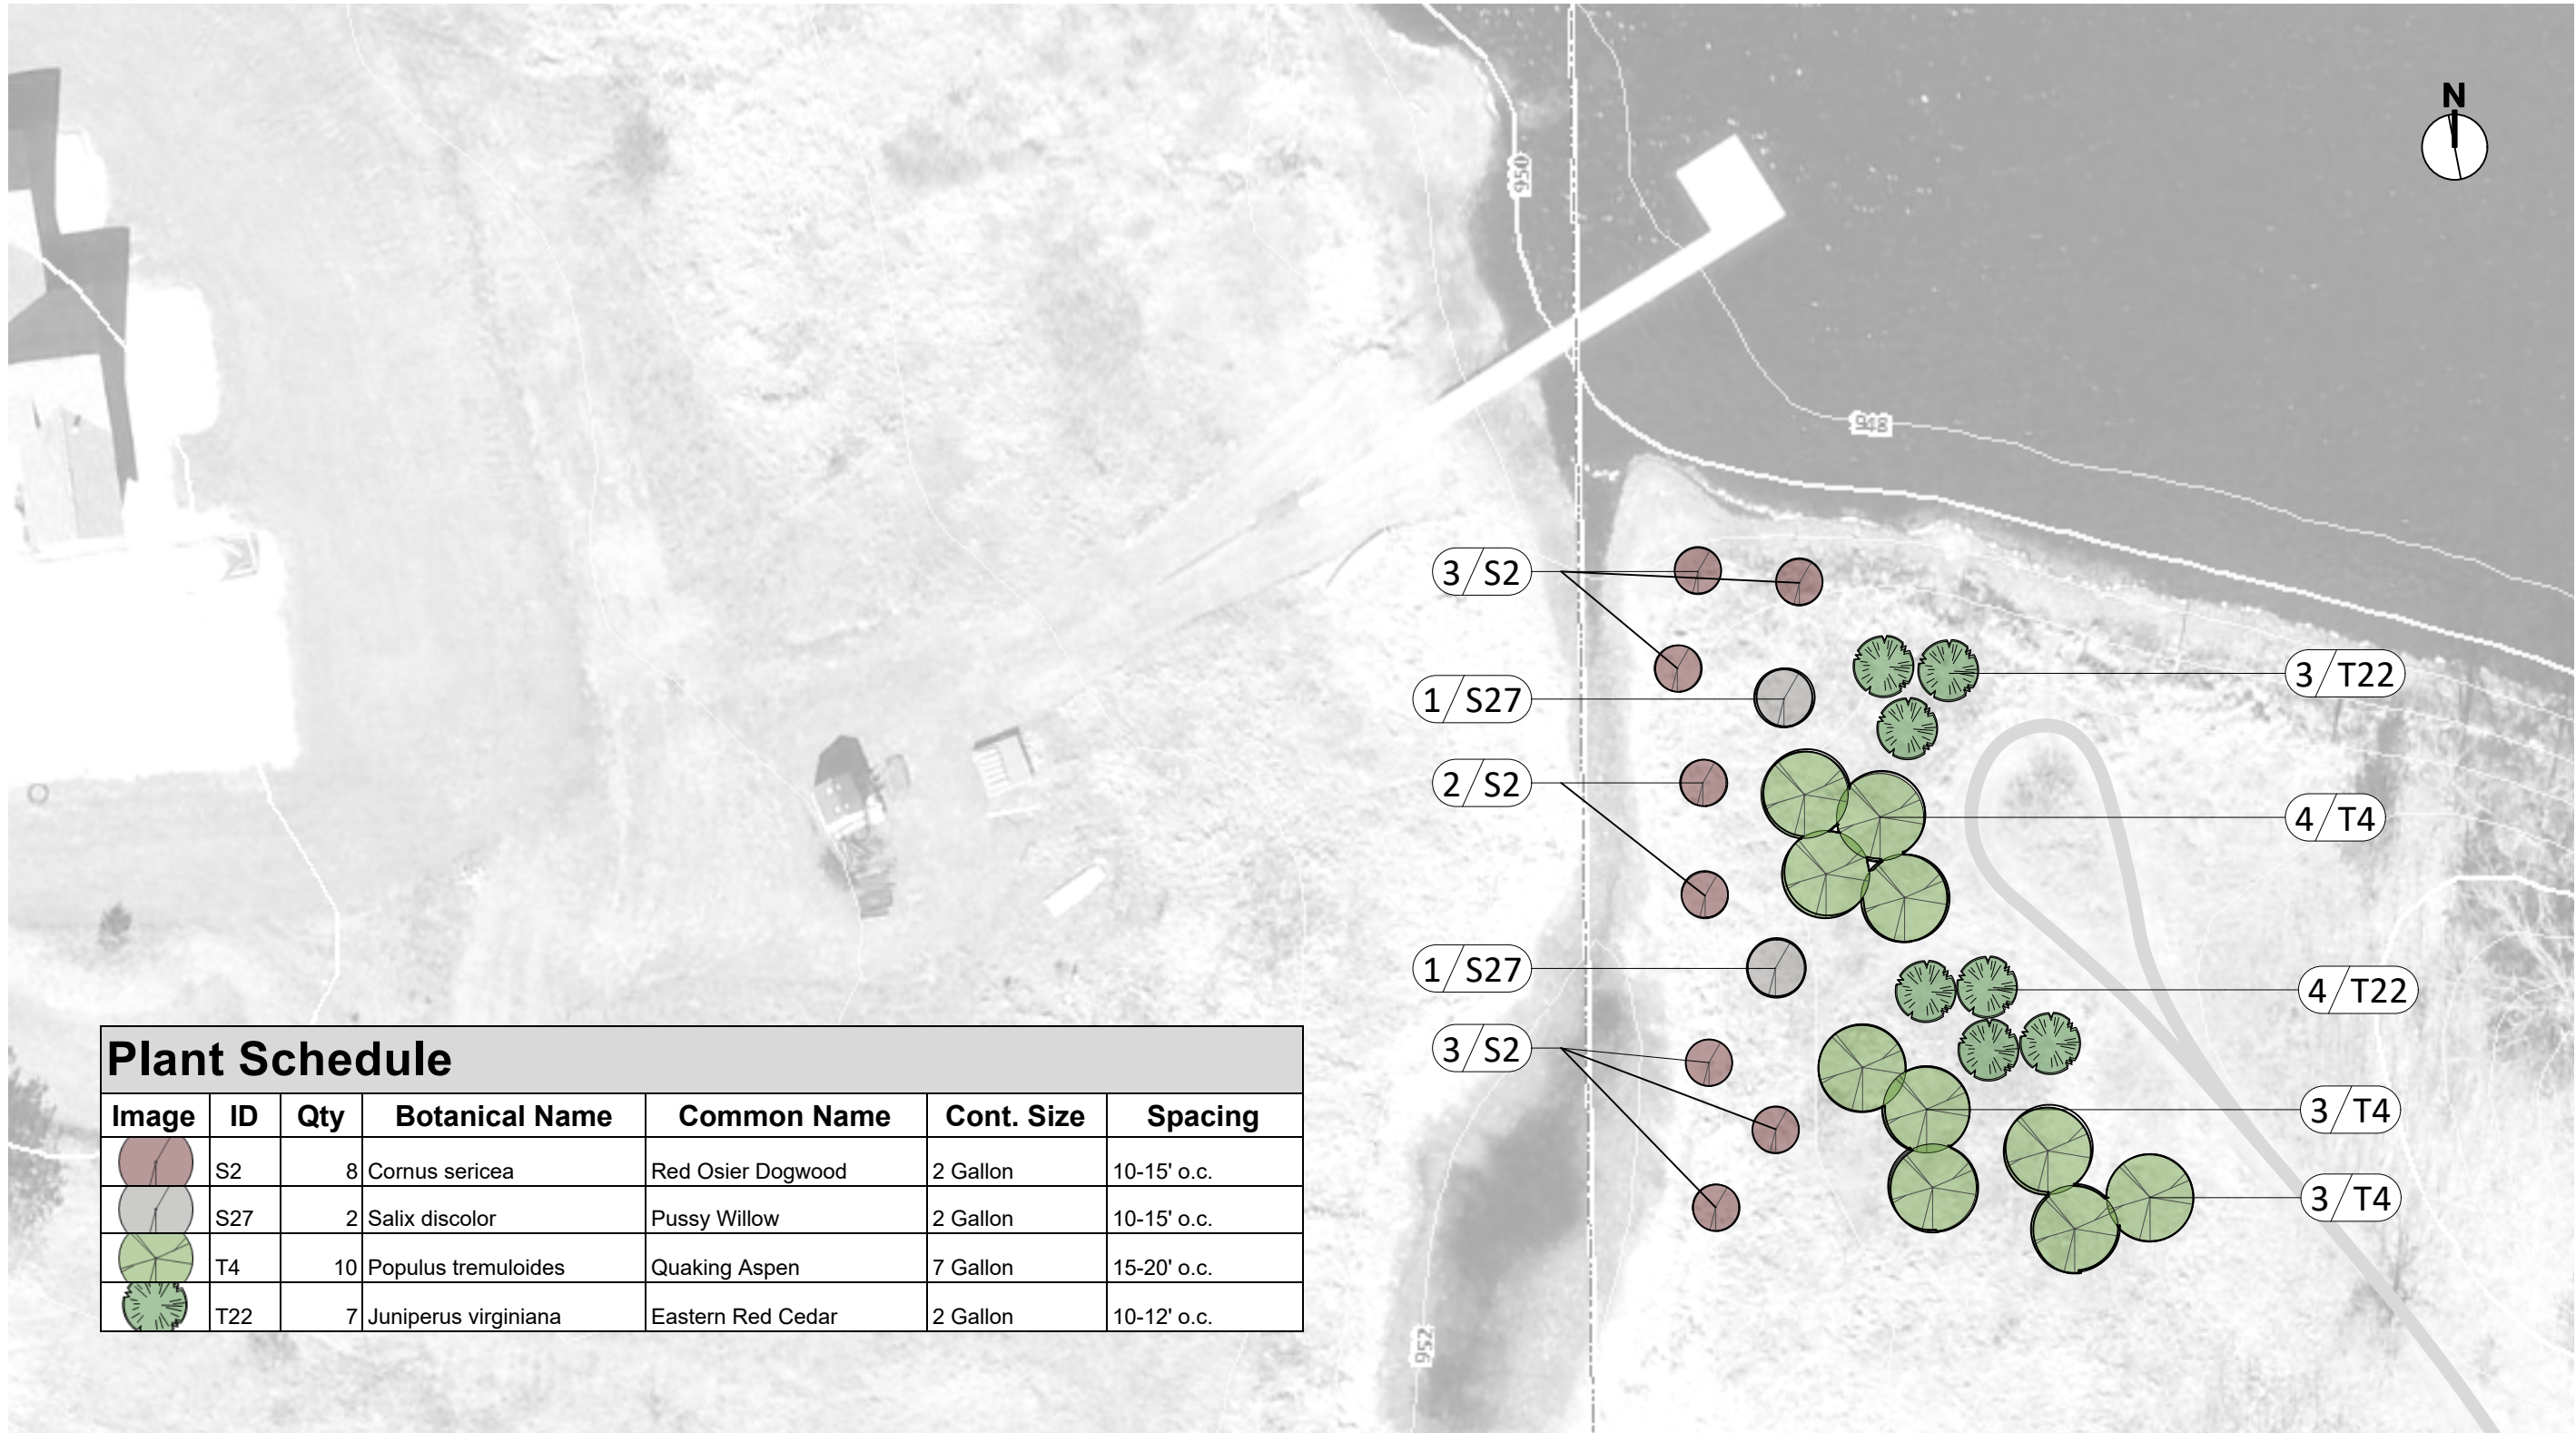 N
950
948
3/S2
1/S27
3/T22
2/S2
4/T4
1/S27
4/T22
3/S2
3/T4
3/T4
952
Plant Schedule
Image ID Qty Botanical Name Common Name Cont. Size Spacing
S2 8 Cornus sericea Red Osier Dogwood 2 Gallon 10-15' o.c.
S27 2 Salix discolor Pussy Willow 2 Gallon 10-15' o.c.
T4 10 Populus tremuloides Quaking Aspen 7 Gallon 15-20' o.c.
T22 7 Juniperus virginiana Eastern Red Cedar 2 Gallon 10-12' o.c.